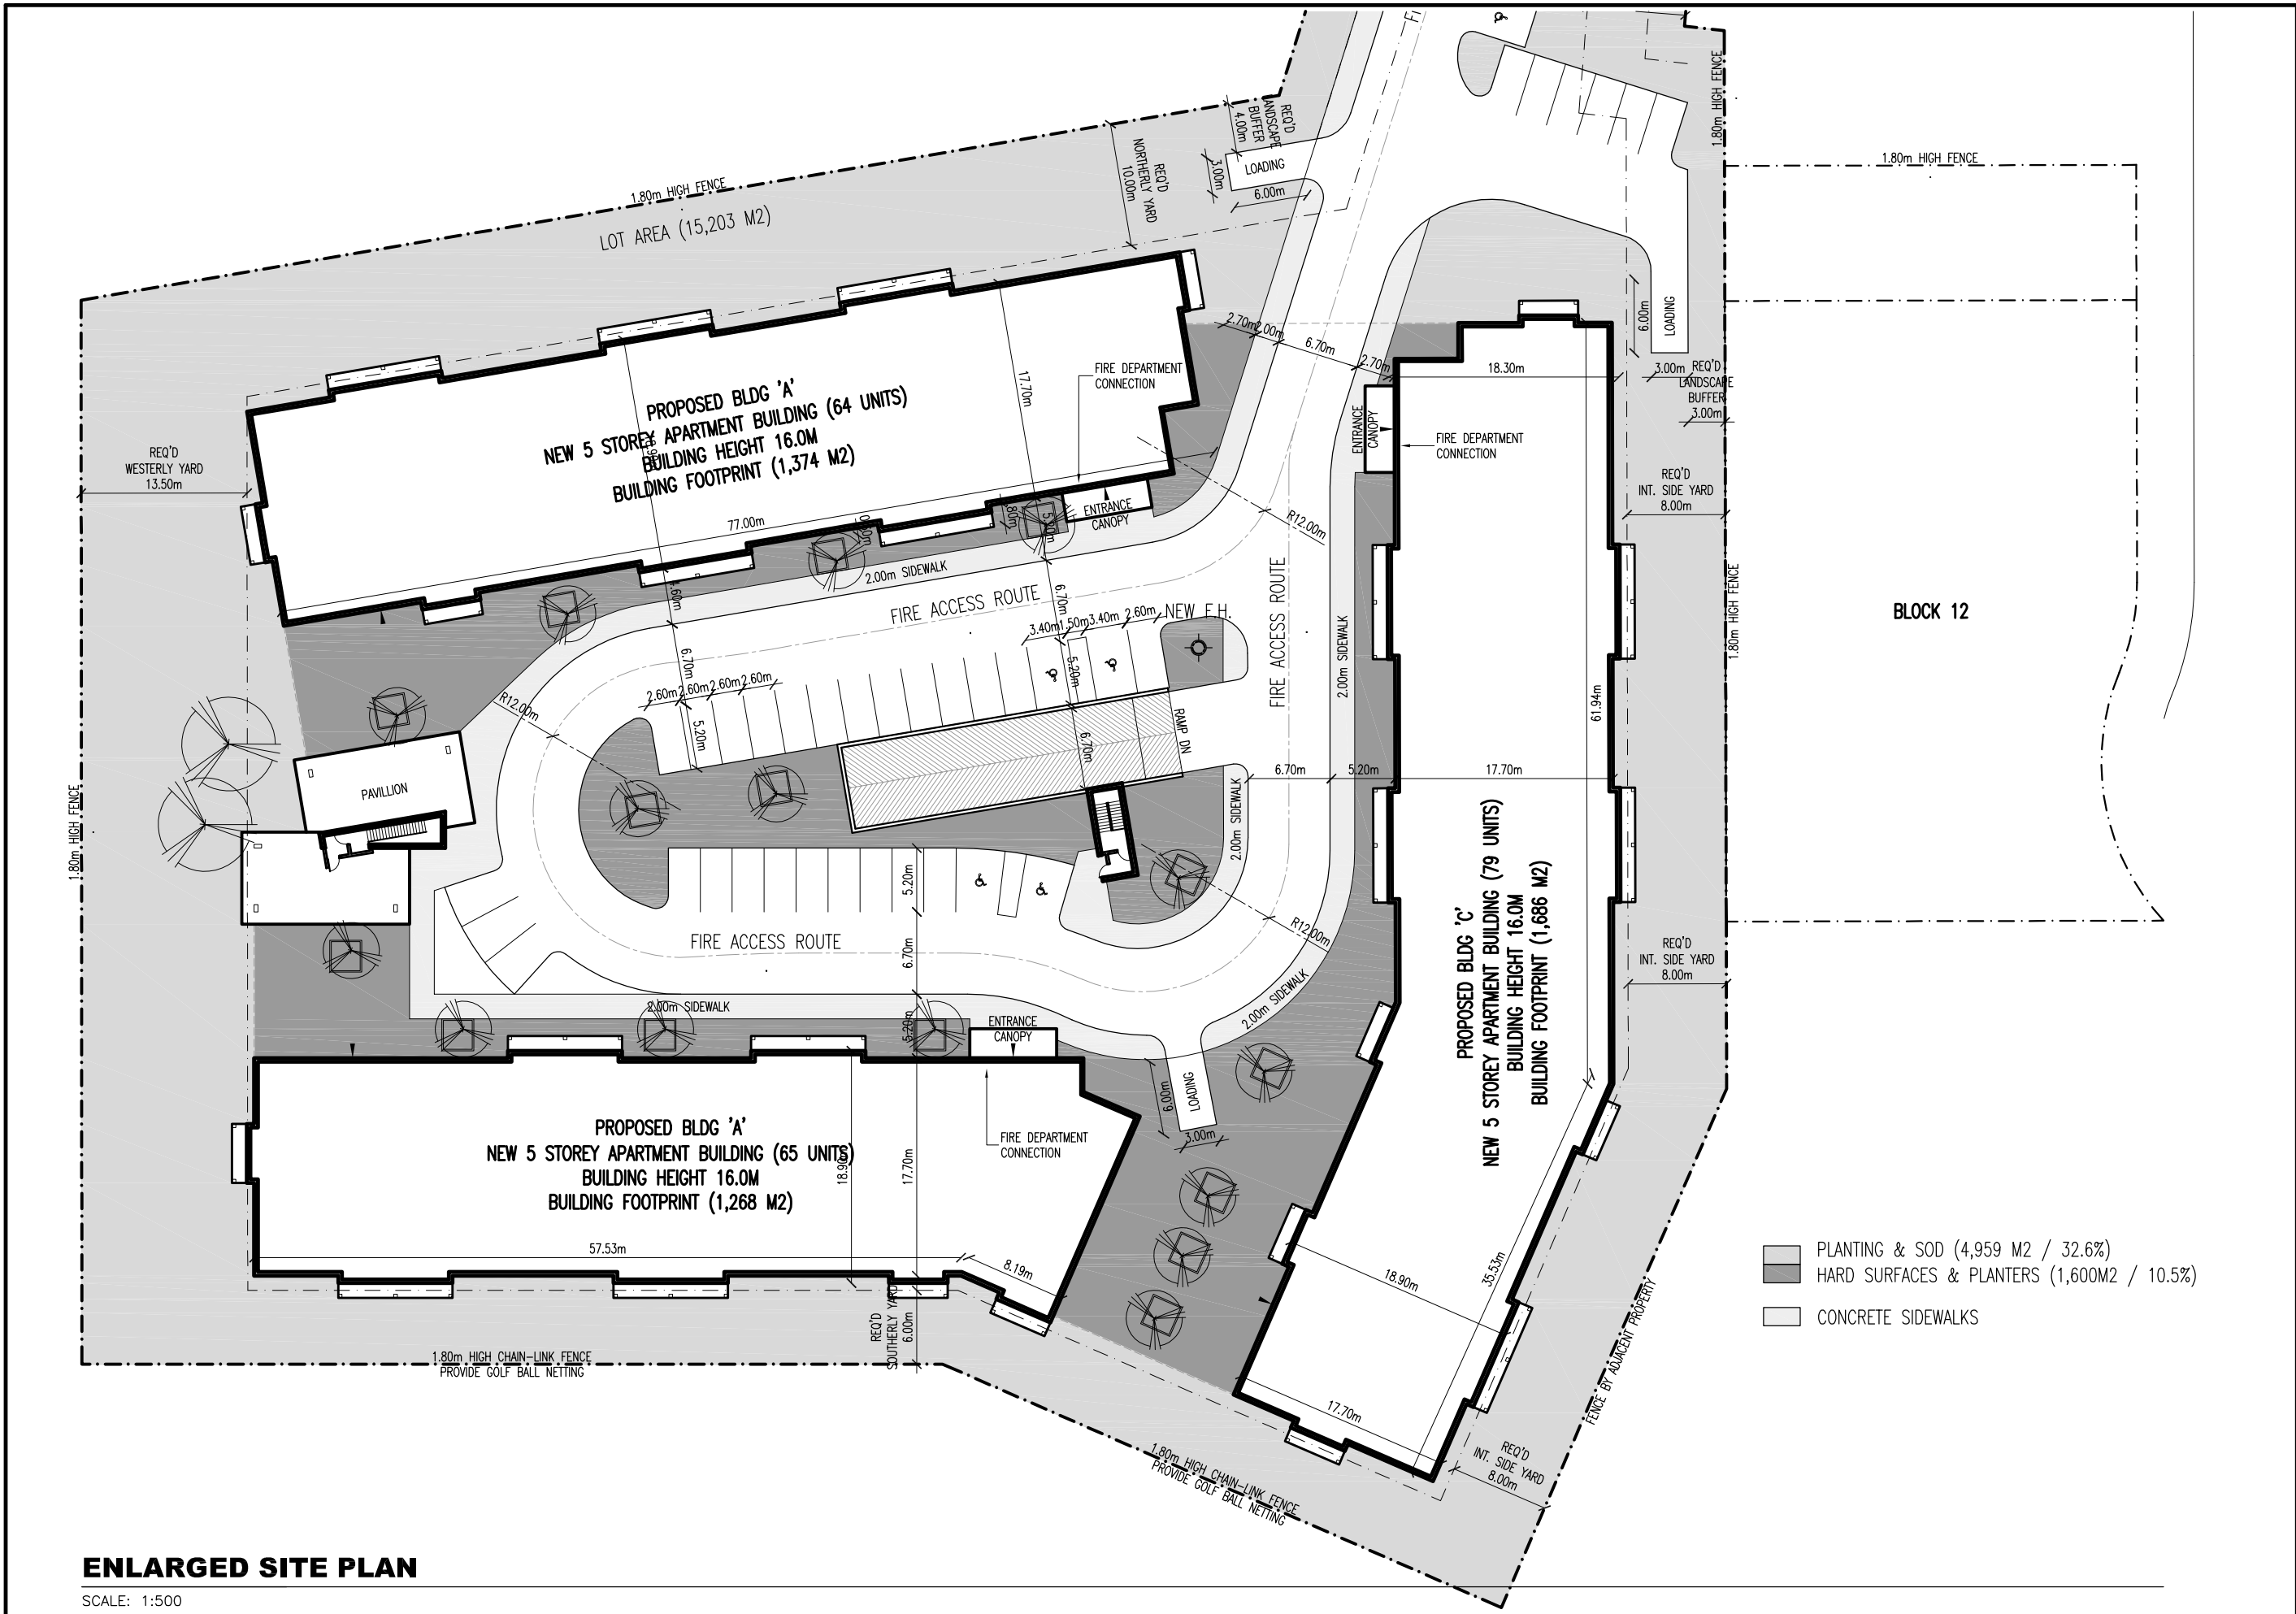 1.80m HIGH FENCE
LOT AREA (15,203 M2)
REQ'D
NORTHERLY YARD
10.00m
REQ'D
LANDSCAPE
BUFFER
4.00m
3.00m
LOADING
6.00m
1.80m HIGH FENCE
1.80m HIGH FENCE
PROPOSED BLDG 'A'
NEW 5 STOREY APARTMENT BUILDING (64 UNITS)
BUILDING HEIGHT 16.0M
BUILDING FOOTPRINT (1,374 M2)
17.70m
77.00m
FIRE DEPARTMENT
CONNECTION
ENTRANCE
CANOPY
2.70m
2.00m
6.70m
2.70m
18.30m
6.00m
LOADING
3.00m
REQ'D
LANDSCAPE
BUFFER
3.00m
ENTRANCE
CANOPY
FIRE DEPARTMENT
CONNECTION
REQ'D
WESTERLY YARD
13.50m
REQ'D
INT. SIDE YARD
8.00m
R12.00m
5.20m
2.00m SIDEWALK
FIRE ACCESS ROUTE
6.70m
3.40m
1.50m
3.40m
2.60m
NEW F.H.
5.20m
FIRE ACCESS ROUTE
2.00m SIDEWALK
1.80m HIGH FENCE
BLOCK 12
61.94m
6.70m
2.60m
2.60m
2.60m
2.60m
5.20m
R12.00m
RAMP DN
6.70m
6.70m
5.20m
17.70m
PAVILLION
1.80m HIGH FENCE
2.00m SIDEWALK
5.20m
FIRE ACCESS ROUTE
6.70m
R12.00m
2.00m SIDEWALK
PROPOSED BLDG 'C'
NEW 5 STOREY APARTMENT BUILDING (79 UNITS)
BUILDING HEIGHT 16.0M
BUILDING FOOTPRINT (1,686 M2)
REQ'D
INT. SIDE YARD
8.00m
2.00m SIDEWALK
5.20m
ENTRANCE
CANOPY
6.00m
LOADING
3.00m
PROPOSED BLDG 'A'
NEW 5 STOREY APARTMENT BUILDING (65 UNITS)
BUILDING HEIGHT 16.0M
BUILDING FOOTPRINT (1,268 M2)
18.90m
17.70m
FIRE DEPARTMENT
CONNECTION
57.53m
8.19m
18.90m
35.53m
REQ'D
SOUTHERLY YARD
6.00m
1.80m HIGH CHAIN-LINK FENCE
PROVIDE GOLF BALL NETTING
17.70m
1.80m HIGH CHAIN-LINK FENCE
PROVIDE GOLF BALL NETTING
REQ'D
INT. SIDE YARD
8.00m
FENCE BY ADJACENT PROPERTY
PLANTING & SOD (4,959 M2 / 32.6%)
HARD SURFACES & PLANTERS (1,600M2 / 10.5%)
CONCRETE SIDEWALKS
ENLARGED SITE PLAN
SCALE: 1:500